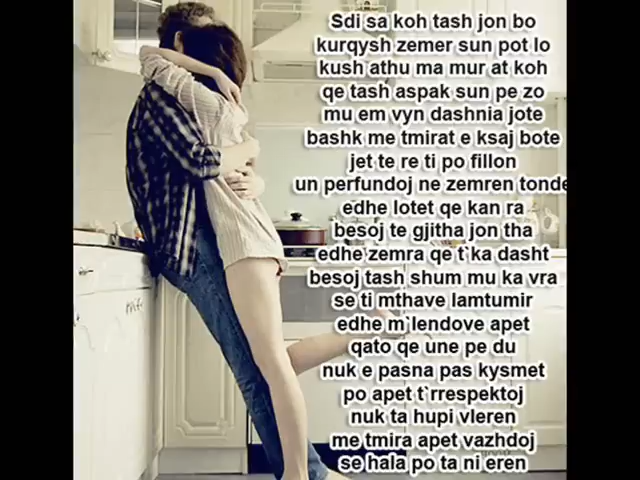 Sdi sa koh tash jon bo
kurqysh zemer sun pot lo
kush athu ma mur at koh
qe tash aspak sun pe zo
mu em vyn dashnia jote
bashk me tmirat e ksaj bote
jet te re ti po fillon
un perfundoj ne zemren tonde
edhe lotet qe kan ra
besoj te gjitha jon tha
edhe zemra qe t`ka dasht
besoj tash shum mu ka vra
se ti mthave lamtumir
edhe m`lendove apet
qato qe une pe du
nuk e pasna pas kysmet
po apet t`rrespektoj
nuk ta hupi vleren
me tmira apet vazhdoj
se hala po ta ni eren